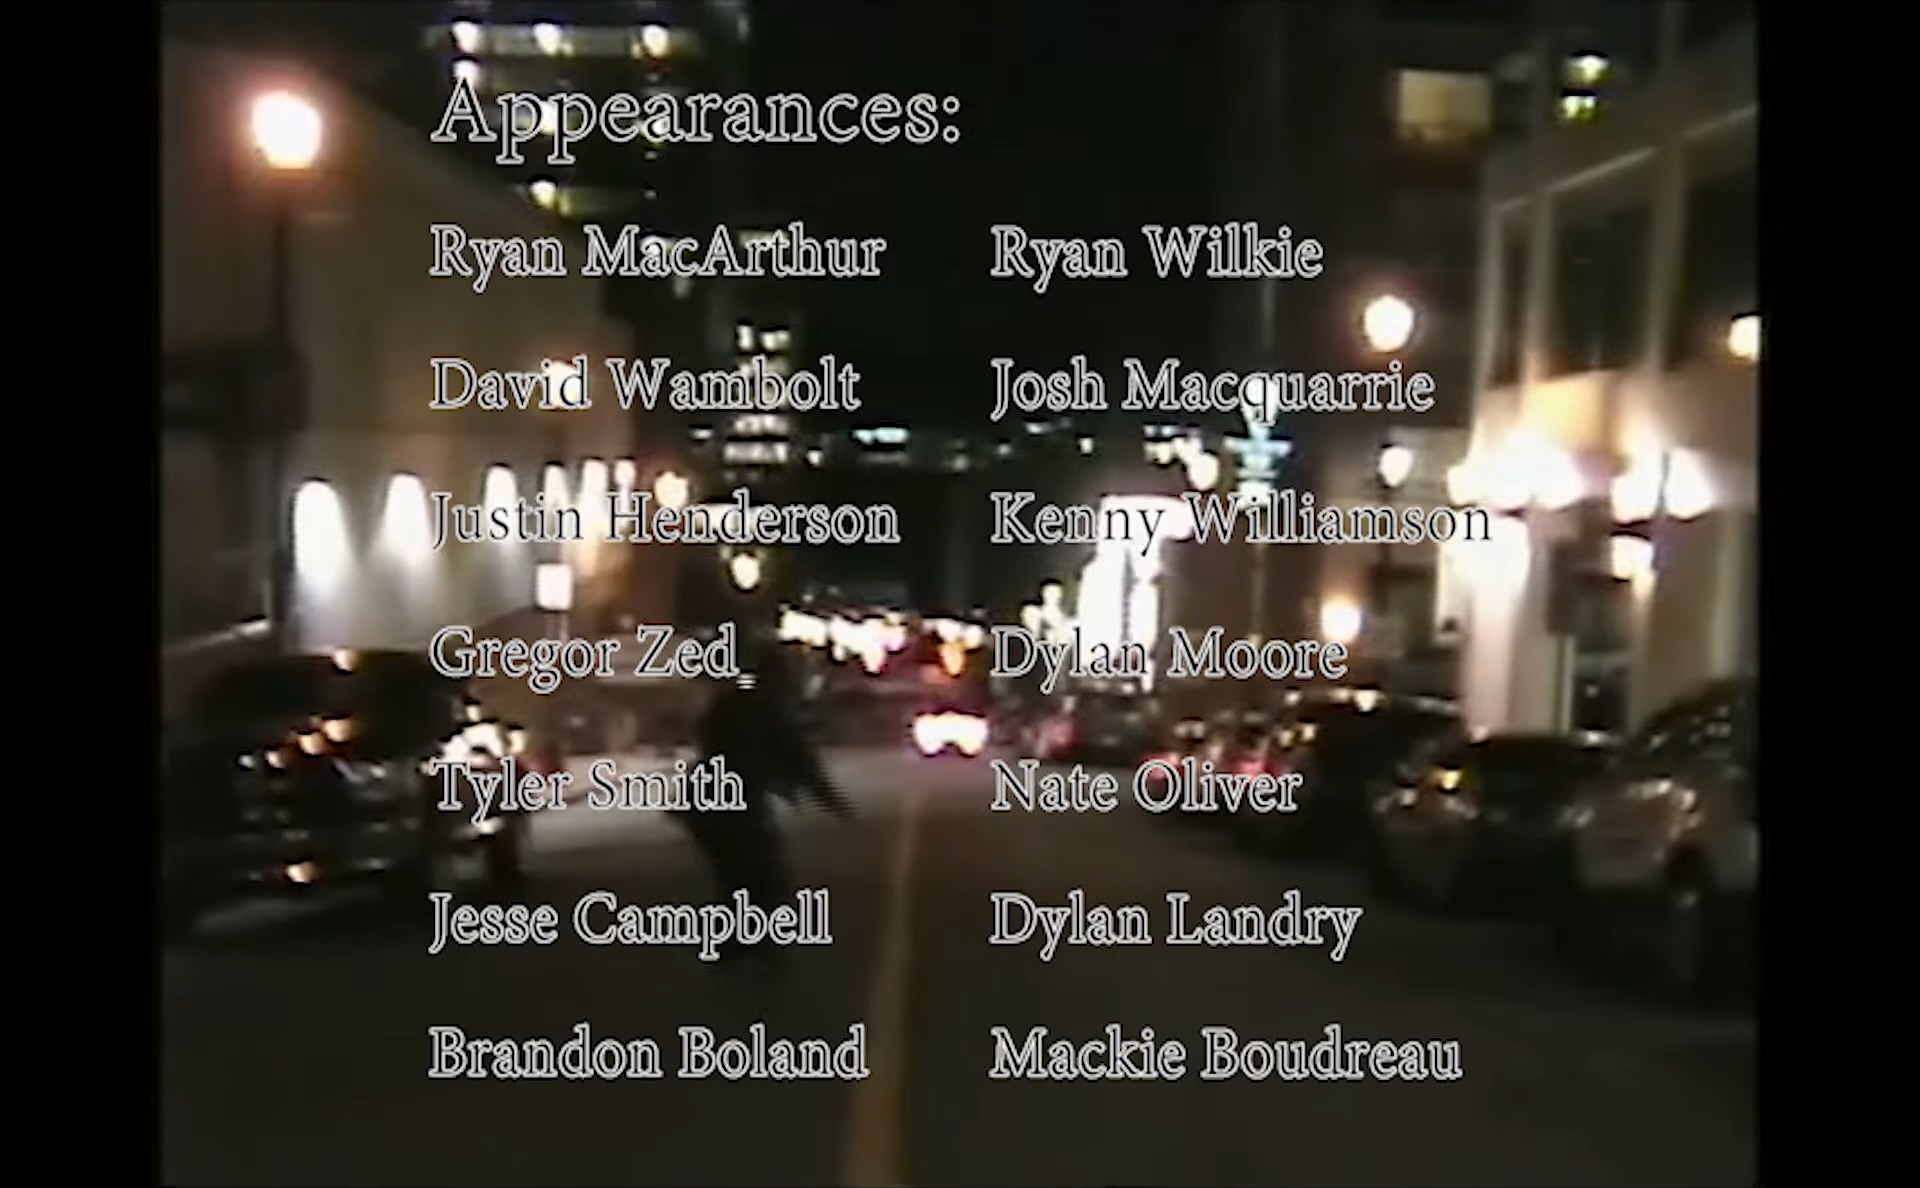 Appearances:
Ryan MacArthur
Ryan Wilkie
David Wambolt
Josh Macquarrie
Justin Henderson
Kenny Williamson
Gregor Zed
Dylan Moore
Tyler Smith
Nate Oliver
Jesse Campbell
Dylan Landry
Brandon Boland
Mackie Boudreau